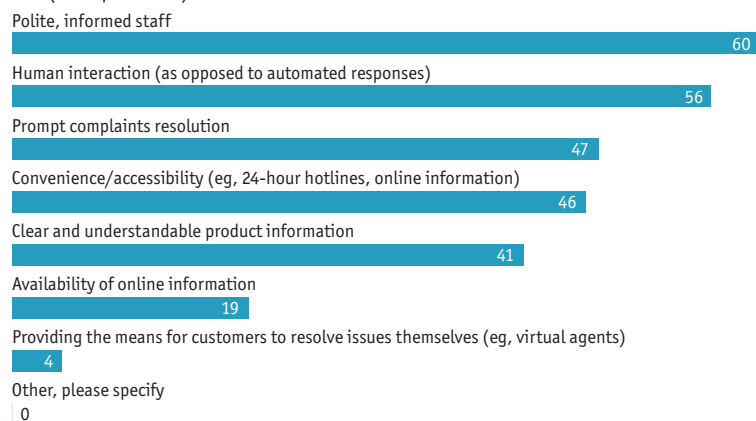 Polite, informed staff
60
Human interaction (as opposed to automated responses)
56
Prompt complaints resolution
47
Convenience/accessibility (eg, 24-hour hotlines, online information)
46
Clear and understandable product information
41
Availability of online information
19
Providing the means for customers to resolve issues themselves (eg, virtual agents)
4
Other, please specify
0